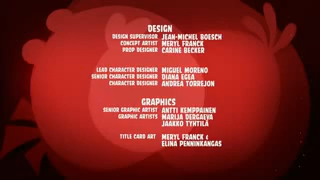 DESIGN
DESIGN SUPERVISOR JEAN-MICHEL BOESCH
CONCEPT ARTIST MERYL FRANCK
PROP DESIGNER CARINE BECKER
LEAD CHARACTER DESIGNER MIGUEL MORENO
SENIOR CHARACTER DESIGNER DIANA EGEA
CHARACTER DESIGNER ANDREA TORREJON
GRAPHICS
SENIOR GRAPHIC ARTIST ANTTI KEMPPAINEN
GRAPHIC ARTISTS MARIJA DERGAEVA
JAAKKO TYHTILÄ
TITLE CARD ART MERYL FRANCK &
ELINA PENNINKANGAS